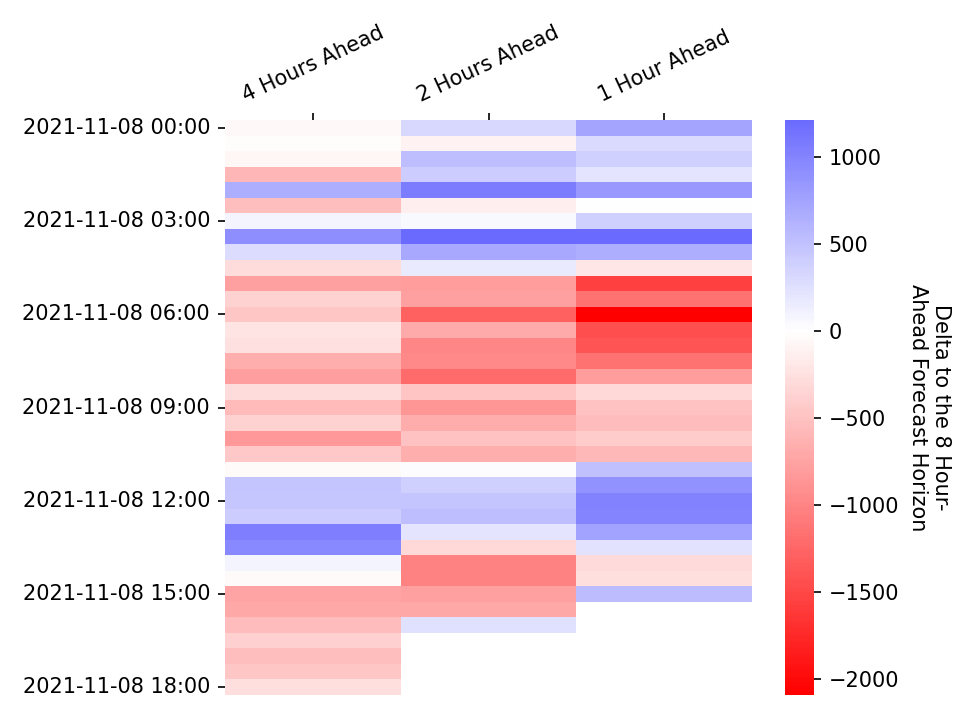 4 Hours Ahead
2 Hours Ahead
1 Hour Ahead
2021-11-08 00:00
2021-11-08 03:00
2021-11-08 06:00
2021-11-08 09:00
2021-11-08 12:00
2021-11-08 15:00
2021-11-08 18:00
1000
500
0
−500
−1000
−1500
−2000
Delta to the 8 Hour-
Ahead Forecast Horizon